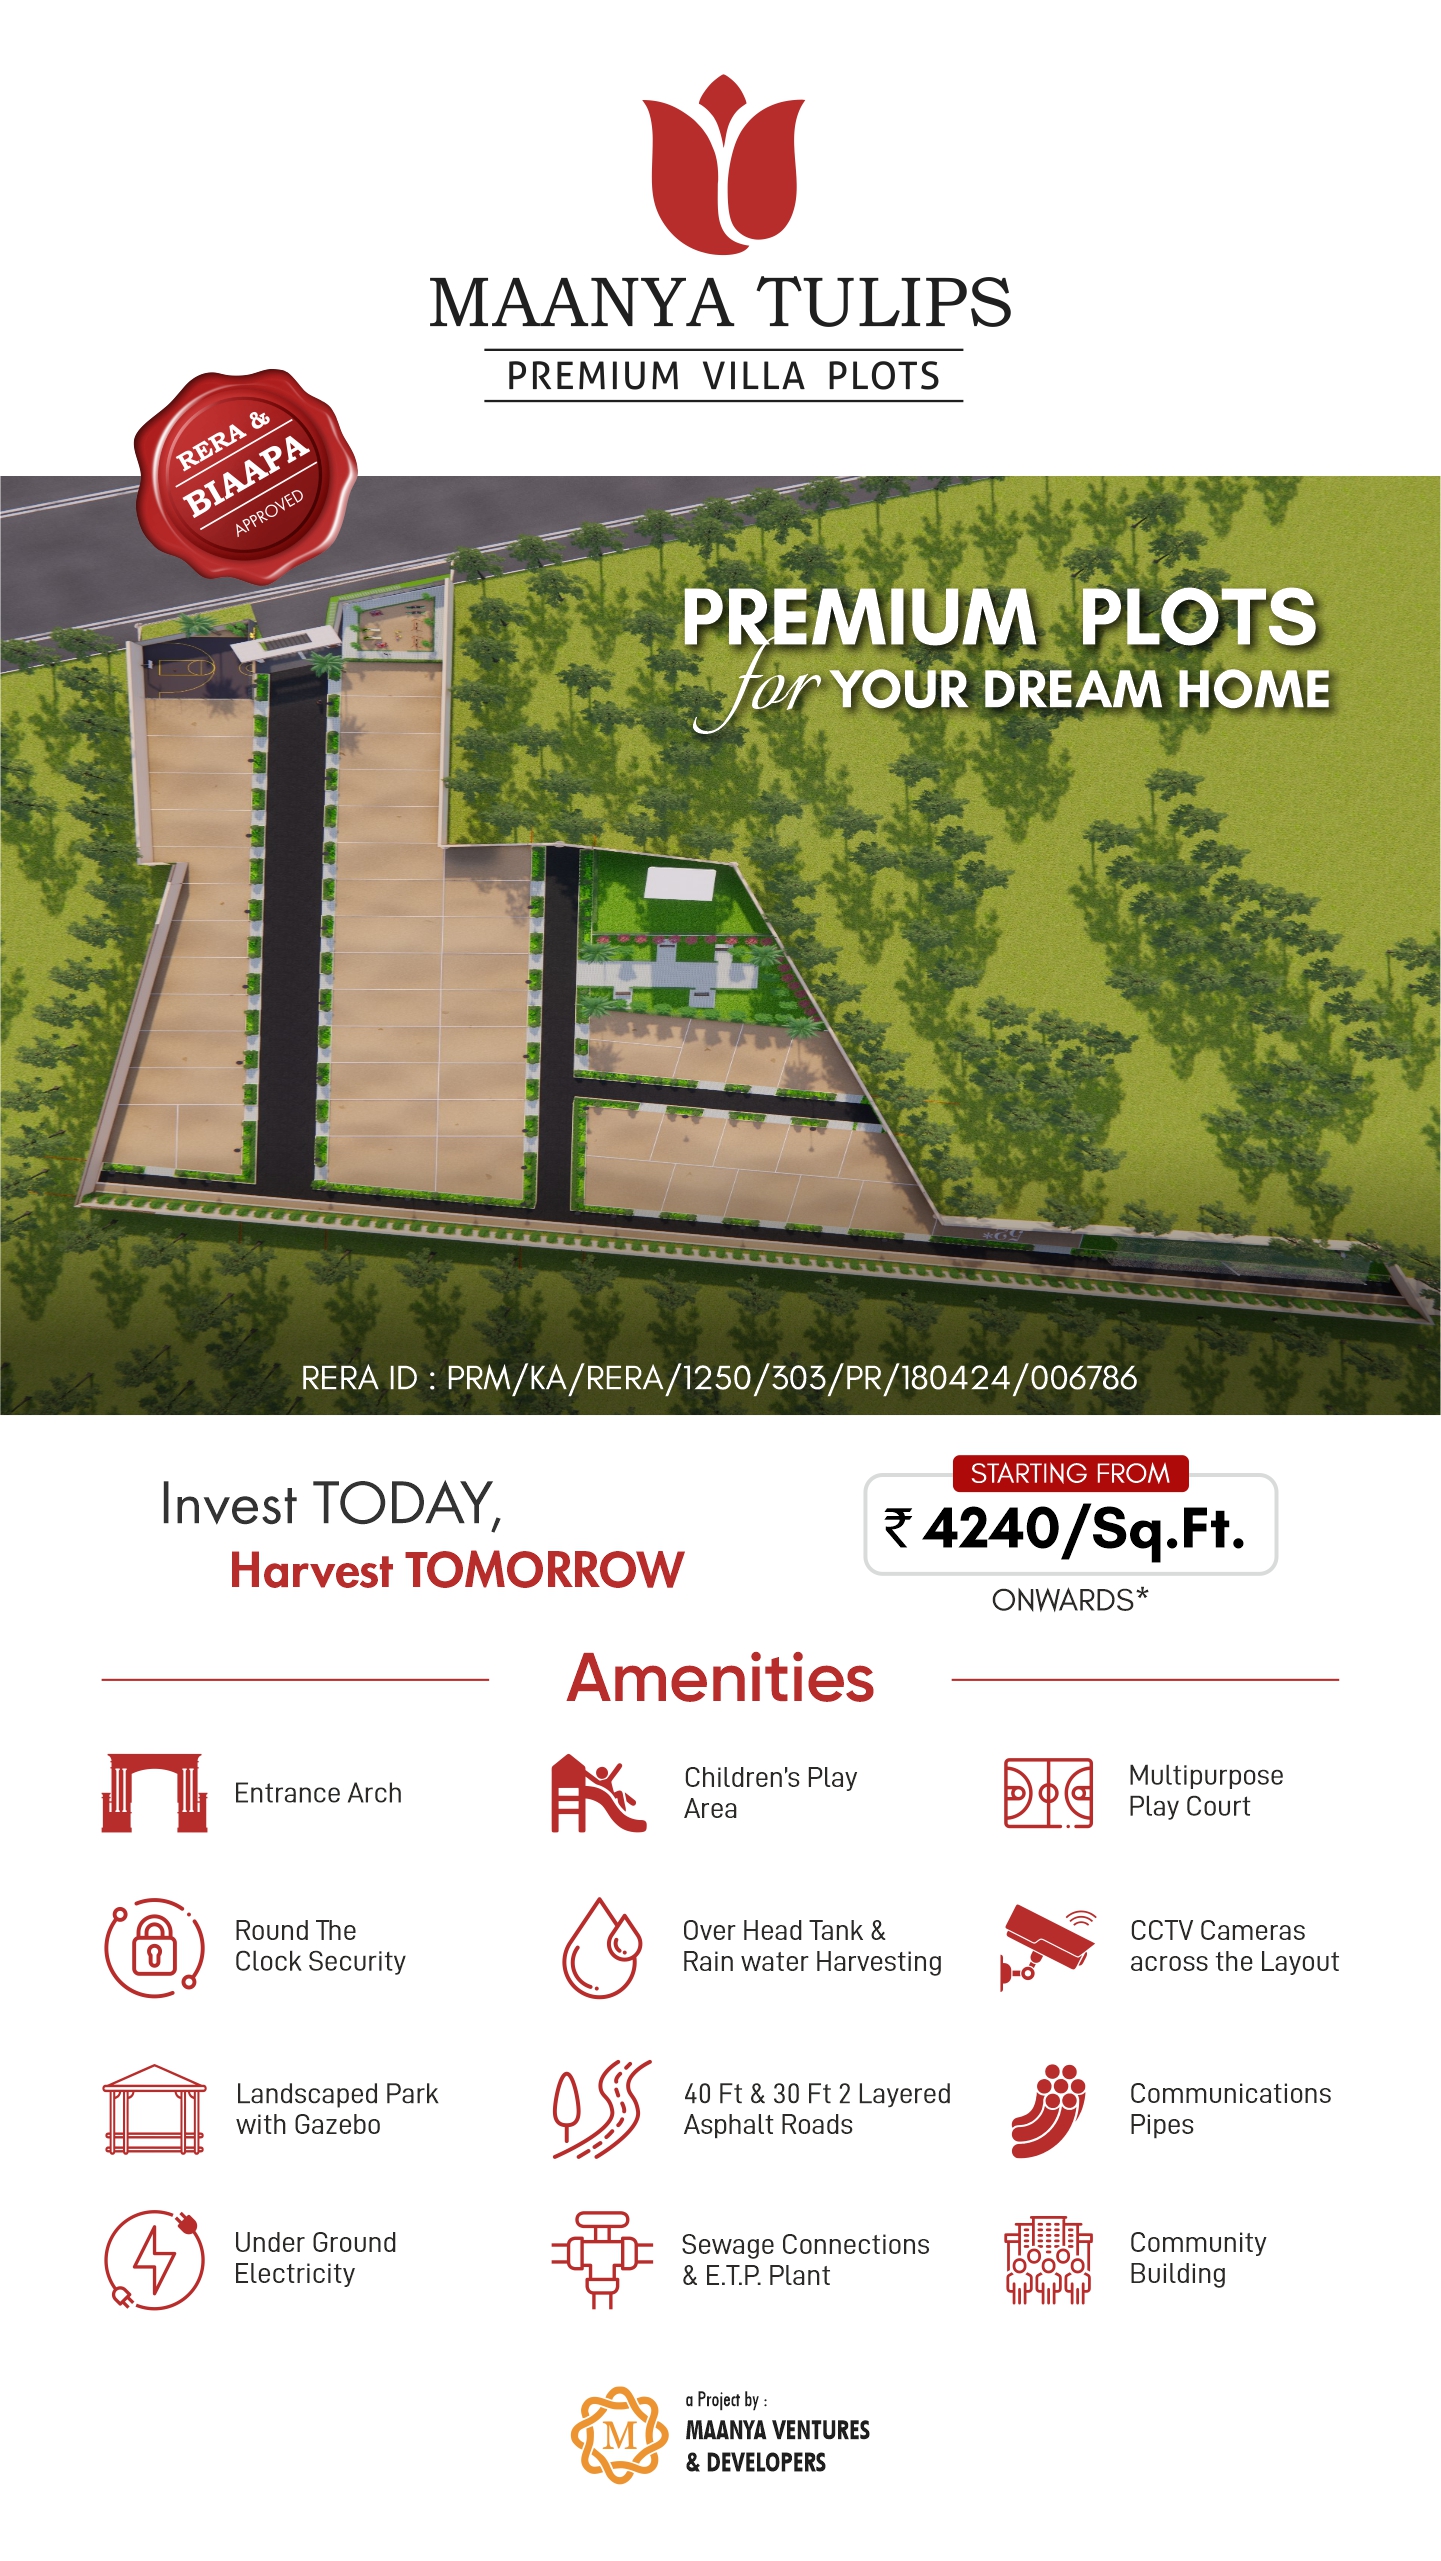 MAANYA TULIPS
PREMIUM VILLA PLOTS
RERA &
BIAAPA
APPROVED
PREMIUM PLOTS
for YOUR DREAM HOME
RERA ID : PRM/KA/RERA/1250/303/PR/180424/006786
Invest TODAY,
Harvest TOMORROW
STARTING FROM
₹ 4240/Sq.Ft.
ONWARDS*
Amenities
Entrance Arch
Children's Play
Area
Multipurpose
Play Court
Round The
Clock Security
Over Head Tank &
Rain water Harvesting
CCTV Cameras
across the Layout
Landscaped Park
with Gazebo
40 Ft & 30 Ft 2 Layered
Asphalt Roads
Communications
Pipes
Under Ground
Electricity
Sewage Connections
& E.T.P. Plant
Community
Building
M
a Project by :
MAANYA VENTURES
& DEVELOPERS